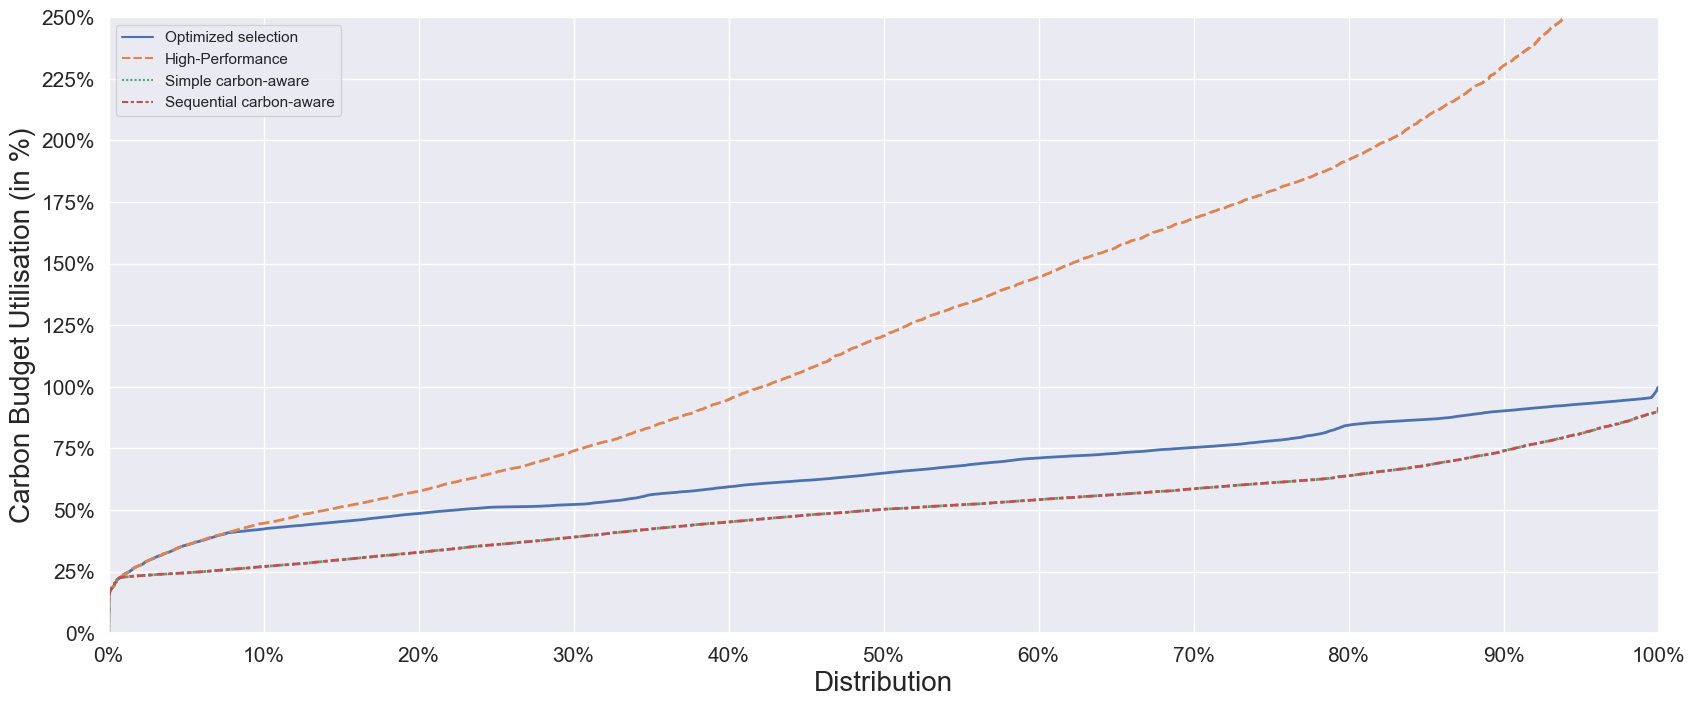 250%
225%
200%
175%
150%
125%
100%
75%
50%
25%
0%
Carbon Budget Utilisation (in %)
Optimized selection
High-Performance
Simple carbon-aware
Sequential carbon-aware
0% 10% 20% 30% 40% 50% 60% 70% 80% 90% 100%
Distribution